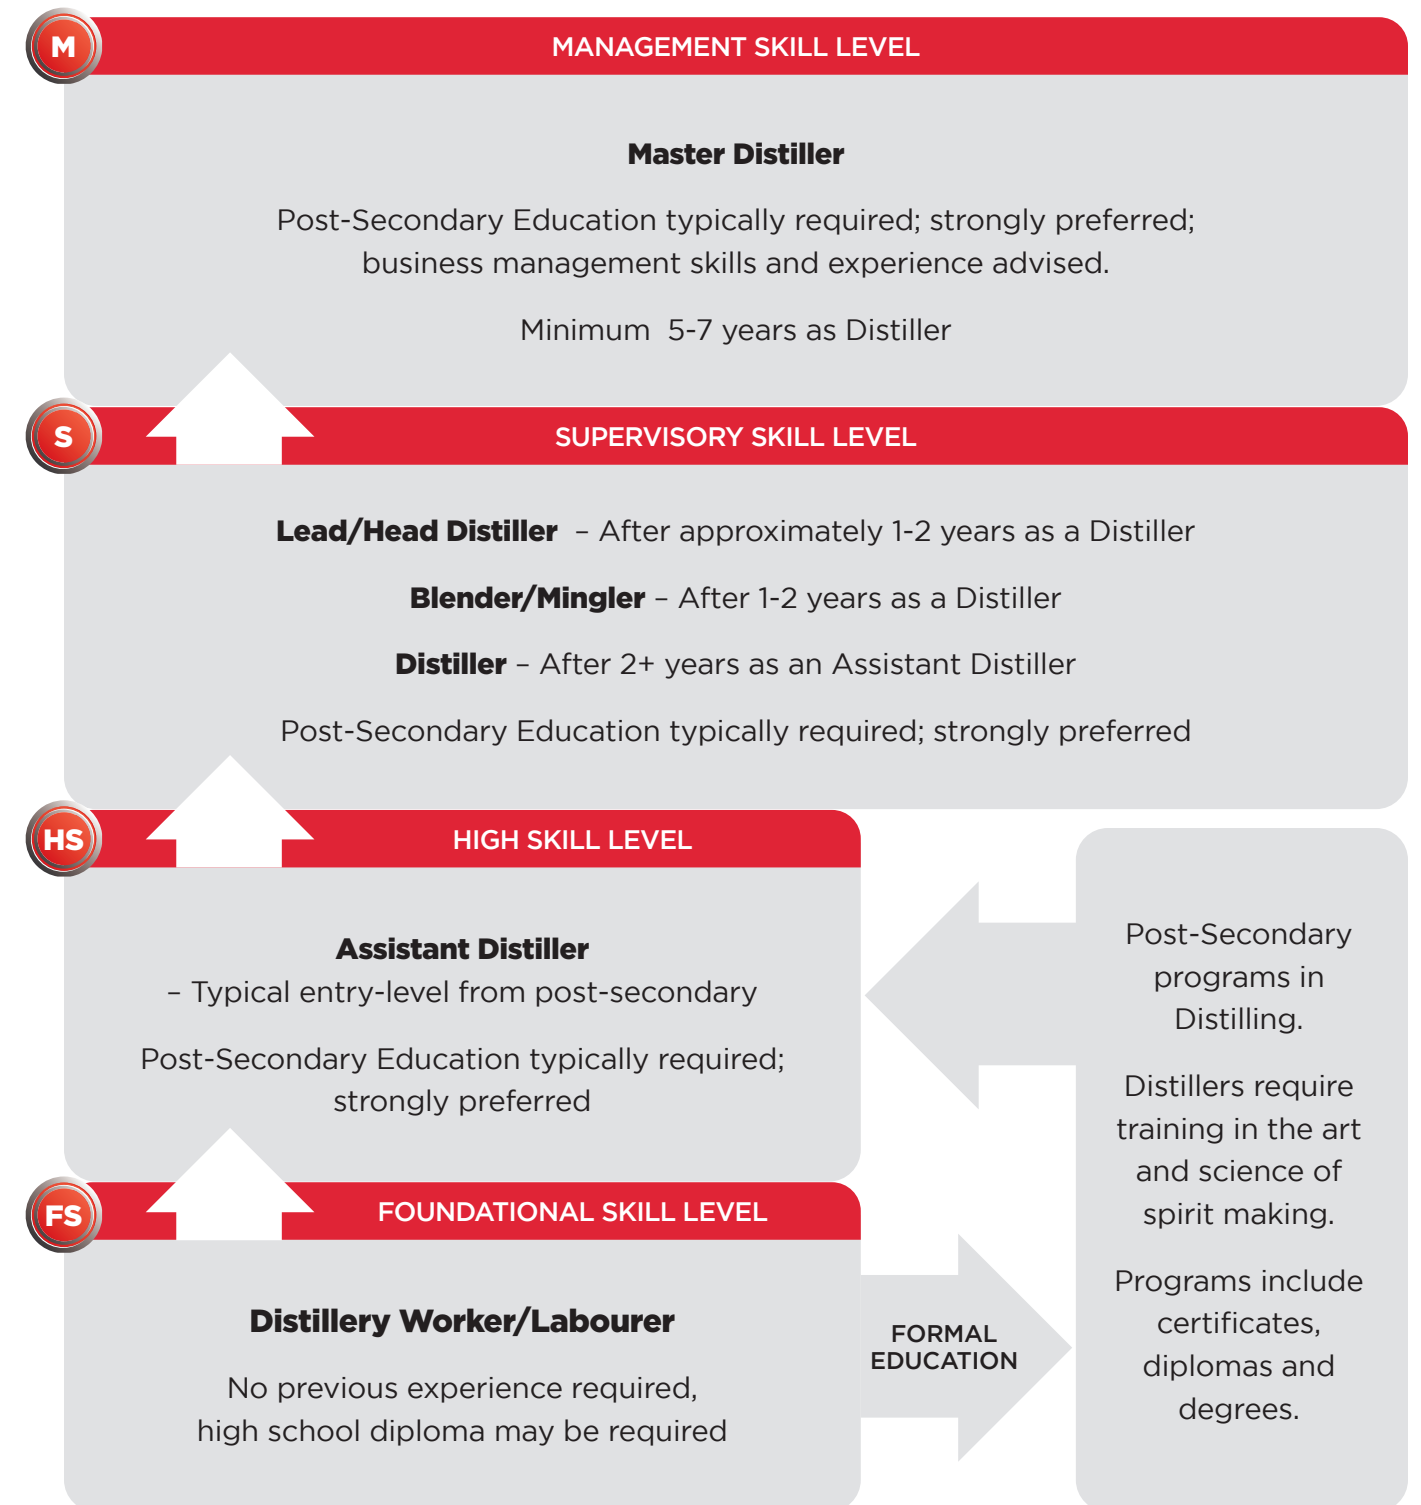 M
MANAGEMENT SKILL LEVEL
Master Distiller
Post-Secondary Education typically required; strongly preferred;
business management skills and experience advised.
Minimum 5-7 years as Distiller
S
SUPERVISORY SKILL LEVEL
Lead/Head Distiller – After approximately 1-2 years as a Distiller
Blender/Mingler – After 1-2 years as a Distiller
Distiller – After 2+ years as an Assistant Distiller
Post-Secondary Education typically required; strongly preferred
HS
HIGH SKILL LEVEL
Assistant Distiller
– Typical entry-level from post-secondary
Post-Secondary Education typically required;
strongly preferred
FS
FOUNDATIONAL SKILL LEVEL
Distillery Worker/Labourer
No previous experience required,
high school diploma may be required
FORMAL
EDUCATION
Post-Secondary
programs in
Distilling.
Distillers require
training in the art
and science of
spirit making.
Programs include
certificates,
diplomas and
degrees.